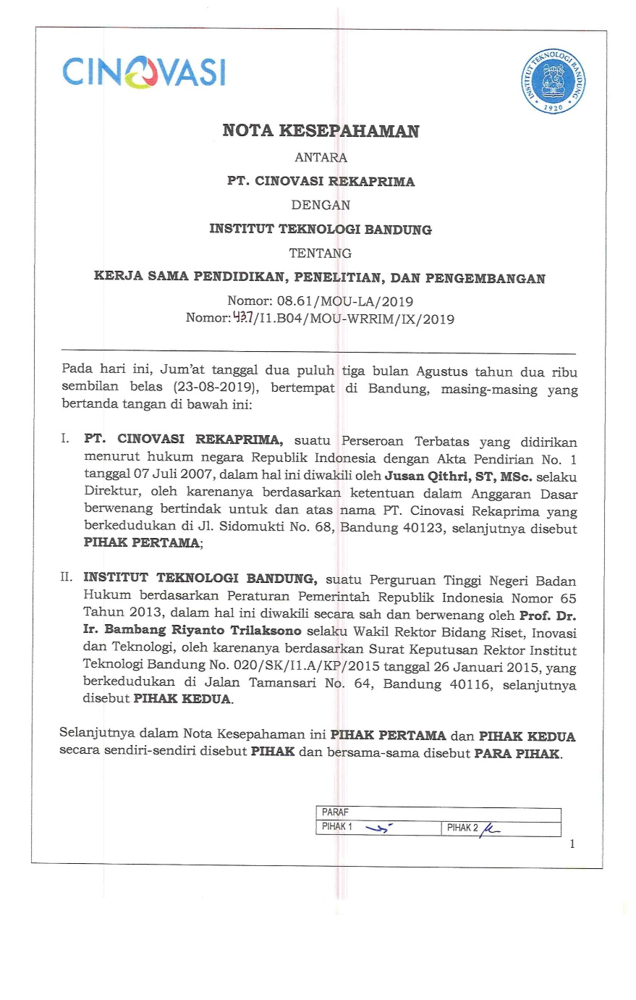 CINOVASI
INSTITUT TEKNOLOGI BANDUNG
1920
NOTA KESEPAHAMAN
ANTARA
PT. CINOVASI REKAPRIMA
DENGAN
INSTITUT TEKNOLOGI BANDUNG
TENTANG
KERJA SAMA PENDIDIKAN, PENELITIAN, DAN PENGEMBANGAN
Nomor: 08.61/MOU-LA/2019
Nomor: 437/I1.B04/MOU-WRRIM/IX/2019
Pada hari ini, Jum'at tanggal dua puluh tiga bulan Agustus tahun dua ribu
sembilan belas (23-08-2019), bertempat di Bandung, masing-masing yang
bertanda tangan di bawah ini:
I. PT. CINOVASI REKAPRIMA, suatu Perseroan Terbatas yang didirikan
menurut hukum negara Republik Indonesia dengan Akta Pendirian No. 1
tanggal 07 Juli 2007, dalam hal ini diwakili oleh Jusan Qithri, ST, MSc. selaku
Direktur, oleh karenanya berdasarkan ketentuan dalam Anggaran Dasar
berwenang bertindak untuk dan atas nama PT. Cinovasi Rekaprima yang
berkedudukan di Jl. Sidomukti No. 68, Bandung 40123, selanjutnya disebut
PIHAK PERTAMA;
II. INSTITUT TEKNOLOGI BANDUNG, suatu Perguruan Tinggi Negeri Badan
Hukum berdasarkan Peraturan Pemerintah Republik Indonesia Nomor 65
Tahun 2013, dalam hal ini diwakili secara sah dan berwenang oleh Prof. Dr.
Ir. Bambang Riyanto Trilaksono selaku Wakil Rektor Bidang Riset, Inovasi
dan Teknologi, oleh karenanya berdasarkan Surat Keputusan Rektor Institut
Teknologi Bandung No. 020/SK/I1.A/KP/2015 tanggal 26 Januari 2015, yang
berkedudukan di Jalan Tamansari No. 64, Bandung 40116, selanjutnya
disebut PIHAK KEDUA.
Selanjutnya dalam Nota Kesepahaman ini PIHAK PERTAMA dan PIHAK KEDUA
secara sendiri-sendiri disebut PIHAK dan bersama-sama disebut PARA PIHAK.
PARAF
PIHAK 1 PIHAK 2
1